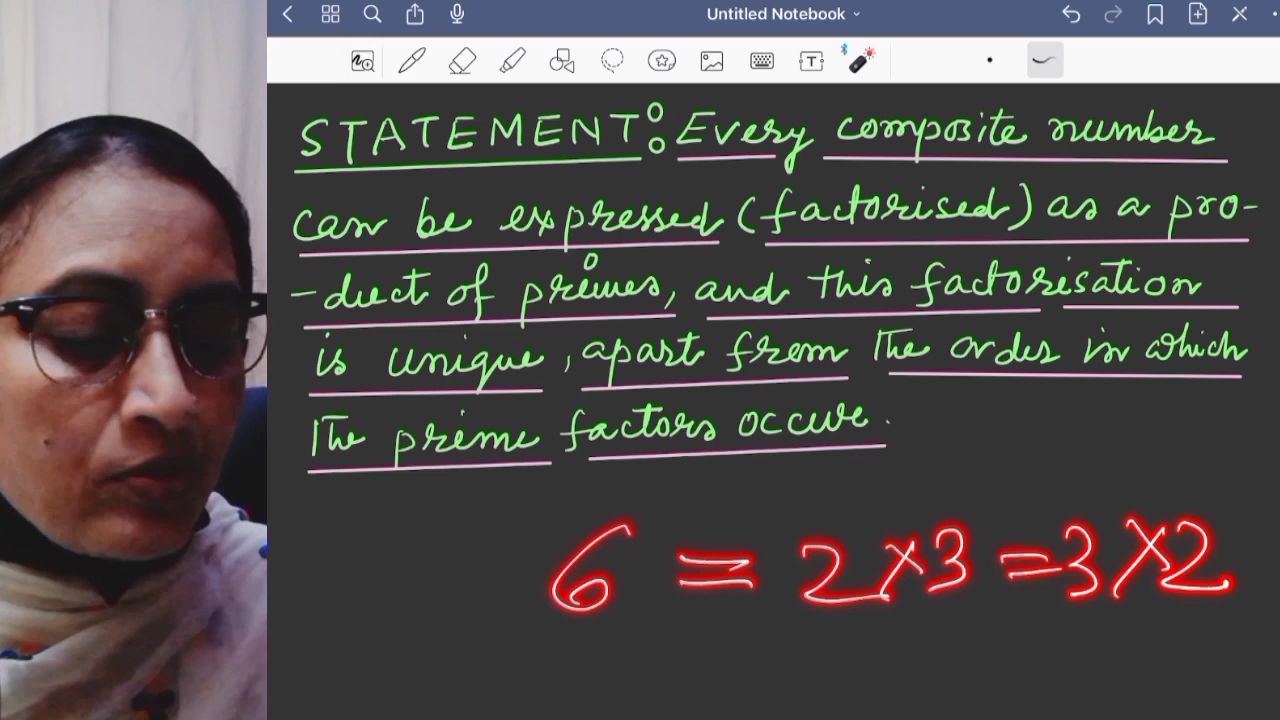 Untitled Notebook
STATEMENT: Every composite number
can be expressed (factorised) as a pro-
-duct of primes, and this factorisation
is unique, apart from the order in which
the prime factors occur.
6 = 2×3 = 3×2